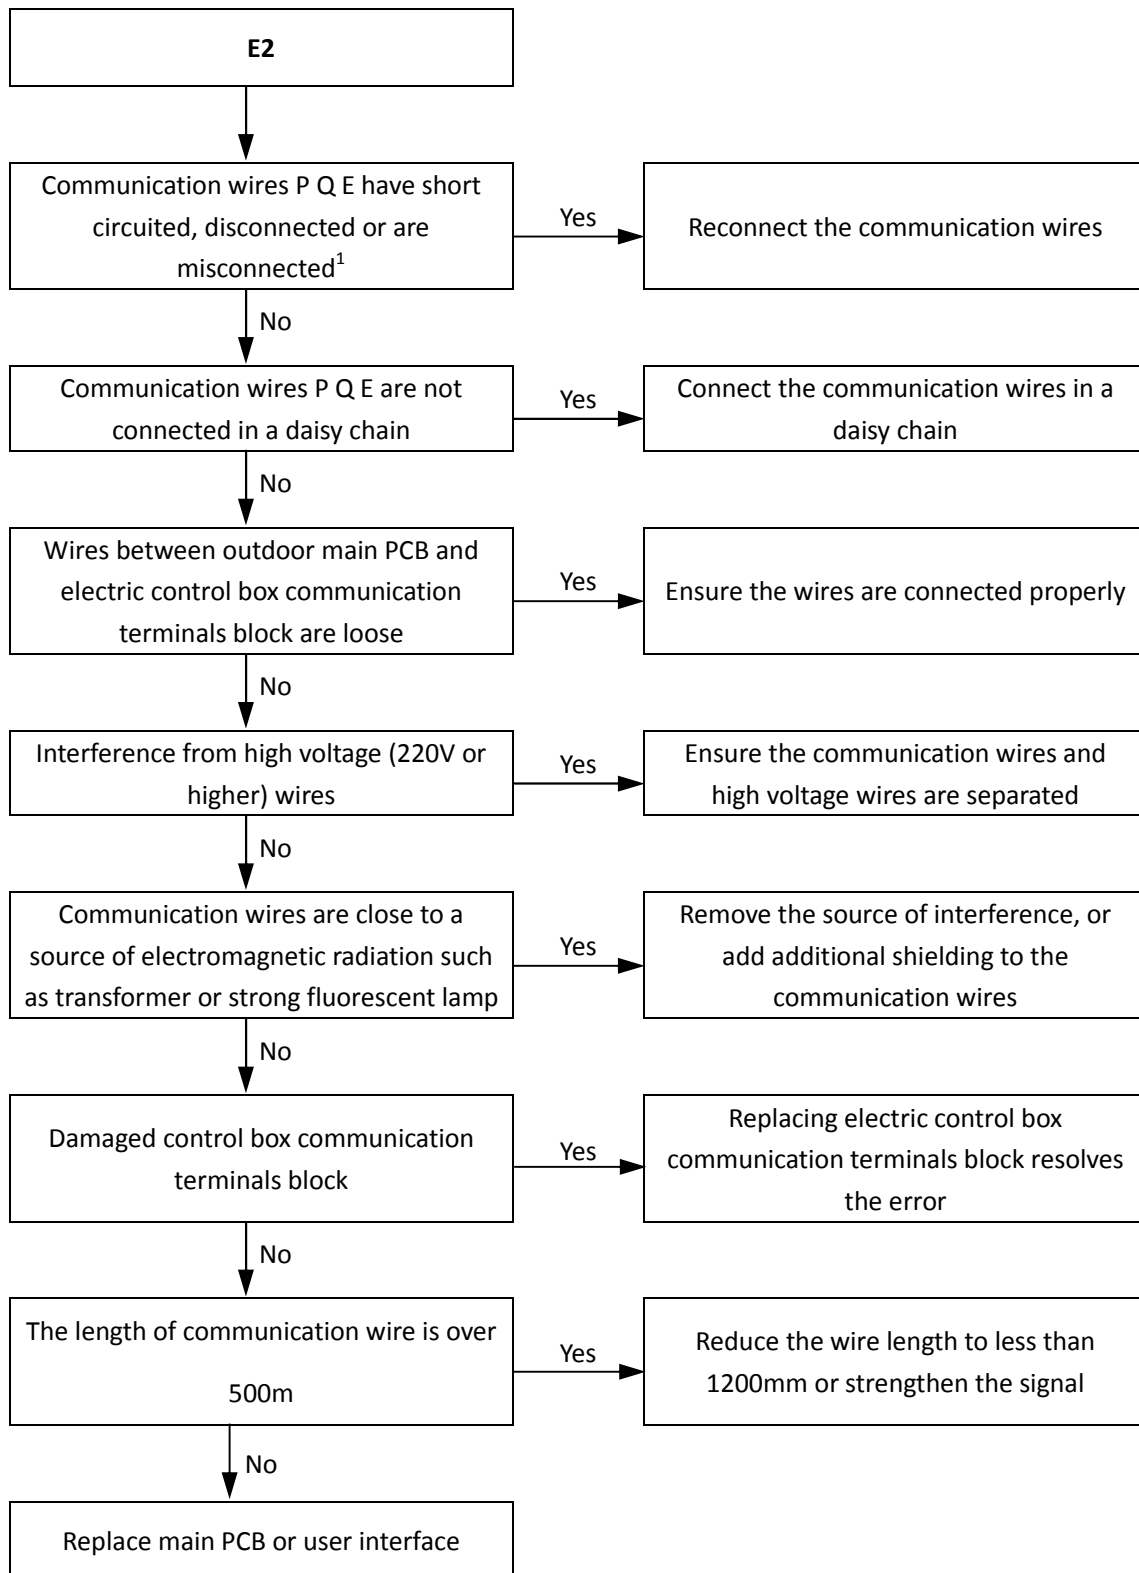 E2
Communication wires P Q E have short
circuited, disconnected or are
misconnected¹
Yes
Reconnect the communication wires
No
Communication wires P Q E are not
connected in a daisy chain
Yes
Connect the communication wires in a
daisy chain
No
Wires between outdoor main PCB and
electric control box communication
terminals block are loose
Yes
Ensure the wires are connected properly
No
Interference from high voltage (220V or
higher) wires
Yes
Ensure the communication wires and
high voltage wires are separated
No
Communication wires are close to a
source of electromagnetic radiation such
as transformer or strong fluorescent lamp
Yes
Remove the source of interference, or
add additional shielding to the
communication wires
No
Damaged control box communication
terminals block
Yes
Replacing electric control box
communication terminals block resolves
the error
No
The length of communication wire is over
500m
Yes
Reduce the wire length to less than
1200mm or strengthen the signal
No
Replace main PCB or user interface